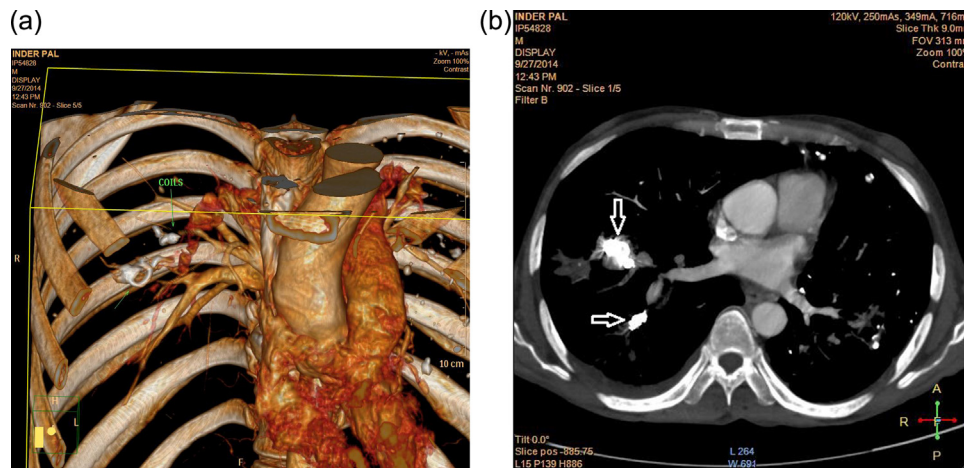 (a)
INDER PAL
IP54828
M
DISPLAY
9/27/2014
12:43 PM
Scan Nr. 902 - Slice 5/5
- kV, - mAs
Zoom 100%
Contrast
COILS
R
10 cm
L
F
(b)
INDER PAL
IP54828
M
DISPLAY
9/27/2014
12:43 PM
Scan Nr. 902 - Slice 1/5
Filter B
120kV, 250mAs, 349mA, 716m
Slice Thk 9.0m
FOV 313 m
Zoom 100%
Contras
A
R
F
P
Tilt 0.0°
Slice pos -885.75
L15 P139 H886
L 264
W 691